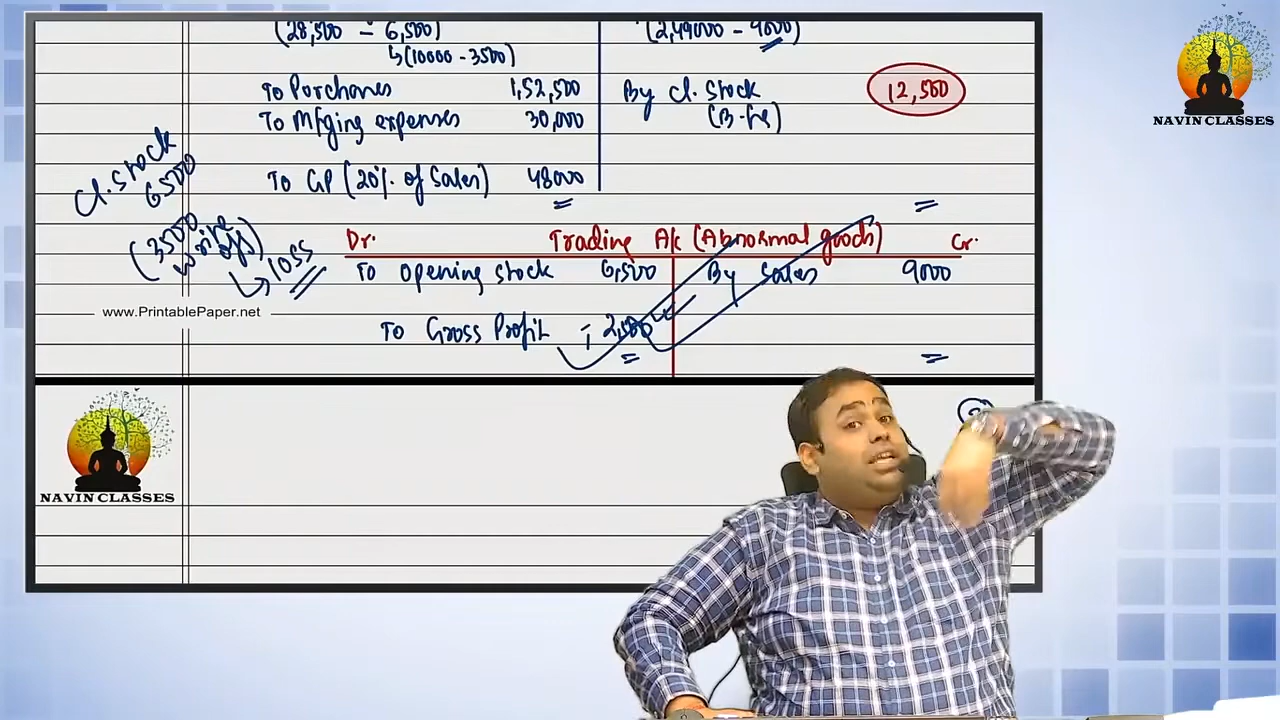 (28,500 - 6,500)
↳(10000 - 3500)
(2,49000 - 9000)
To Purchases 1,52,500
By Cl. Stock 12,500
(B.fig)
To Mfging expenses 30,000
To GP (20% of Sales) 48000
Cl. Stock
6500
(3500
write
off)
↳ loss
Dr. Trading A/c (Abnormal goods) Cr.
To Opening stock 6,500 By Sales 9000
To Gross Profit 2,500
www.PrintablePaper.net
NAVIN CLASSES
NAVIN CLASSES